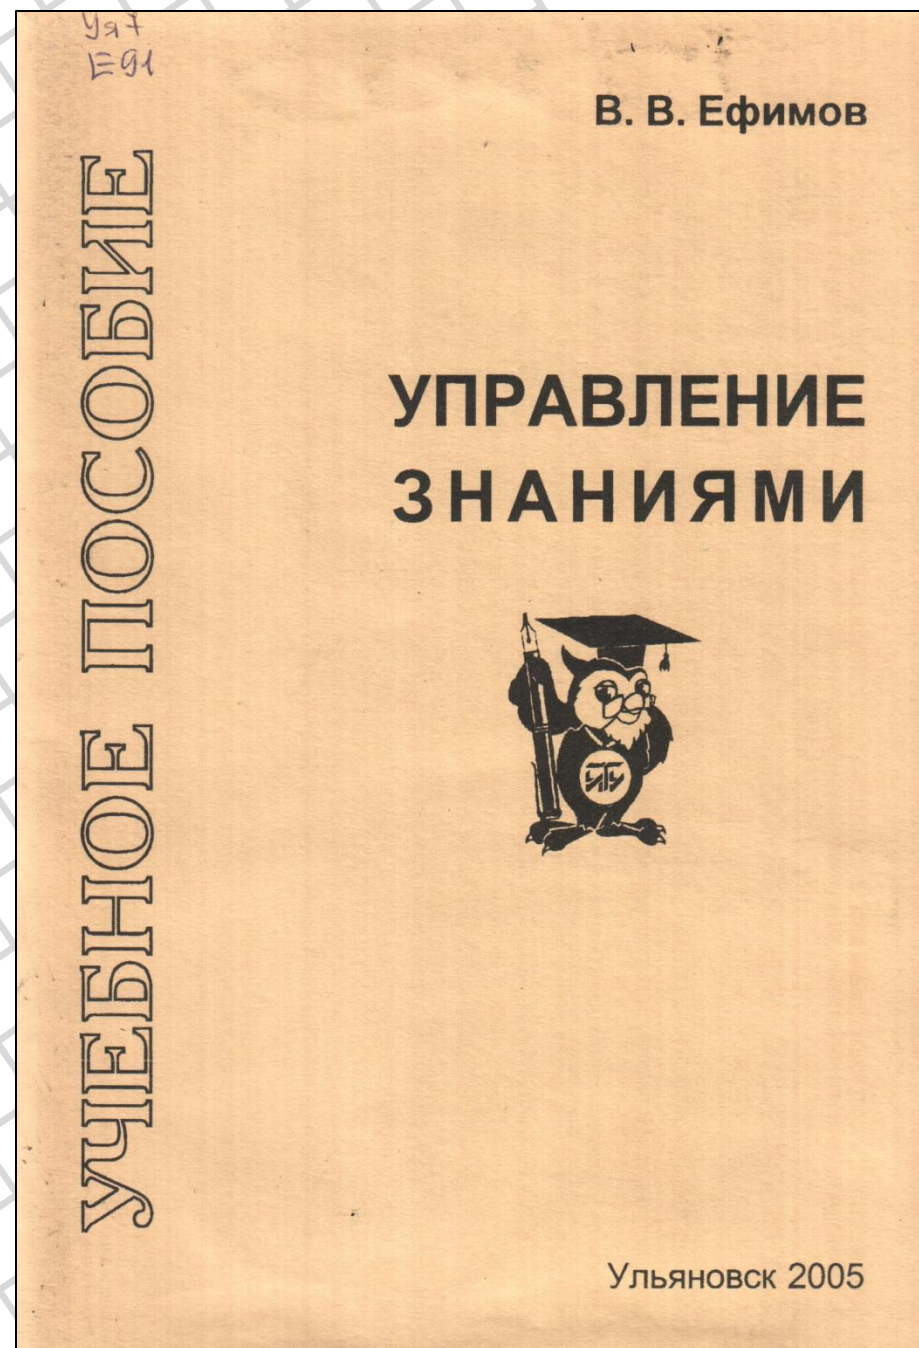 Уя7
Е91
В. В. Ефимов
УЧЕБНОЕ ПОСОБИЕ
УПРАВЛЕНИЕ
ЗНАНИЯМИ
УлГТУ
Ульяновск 2005